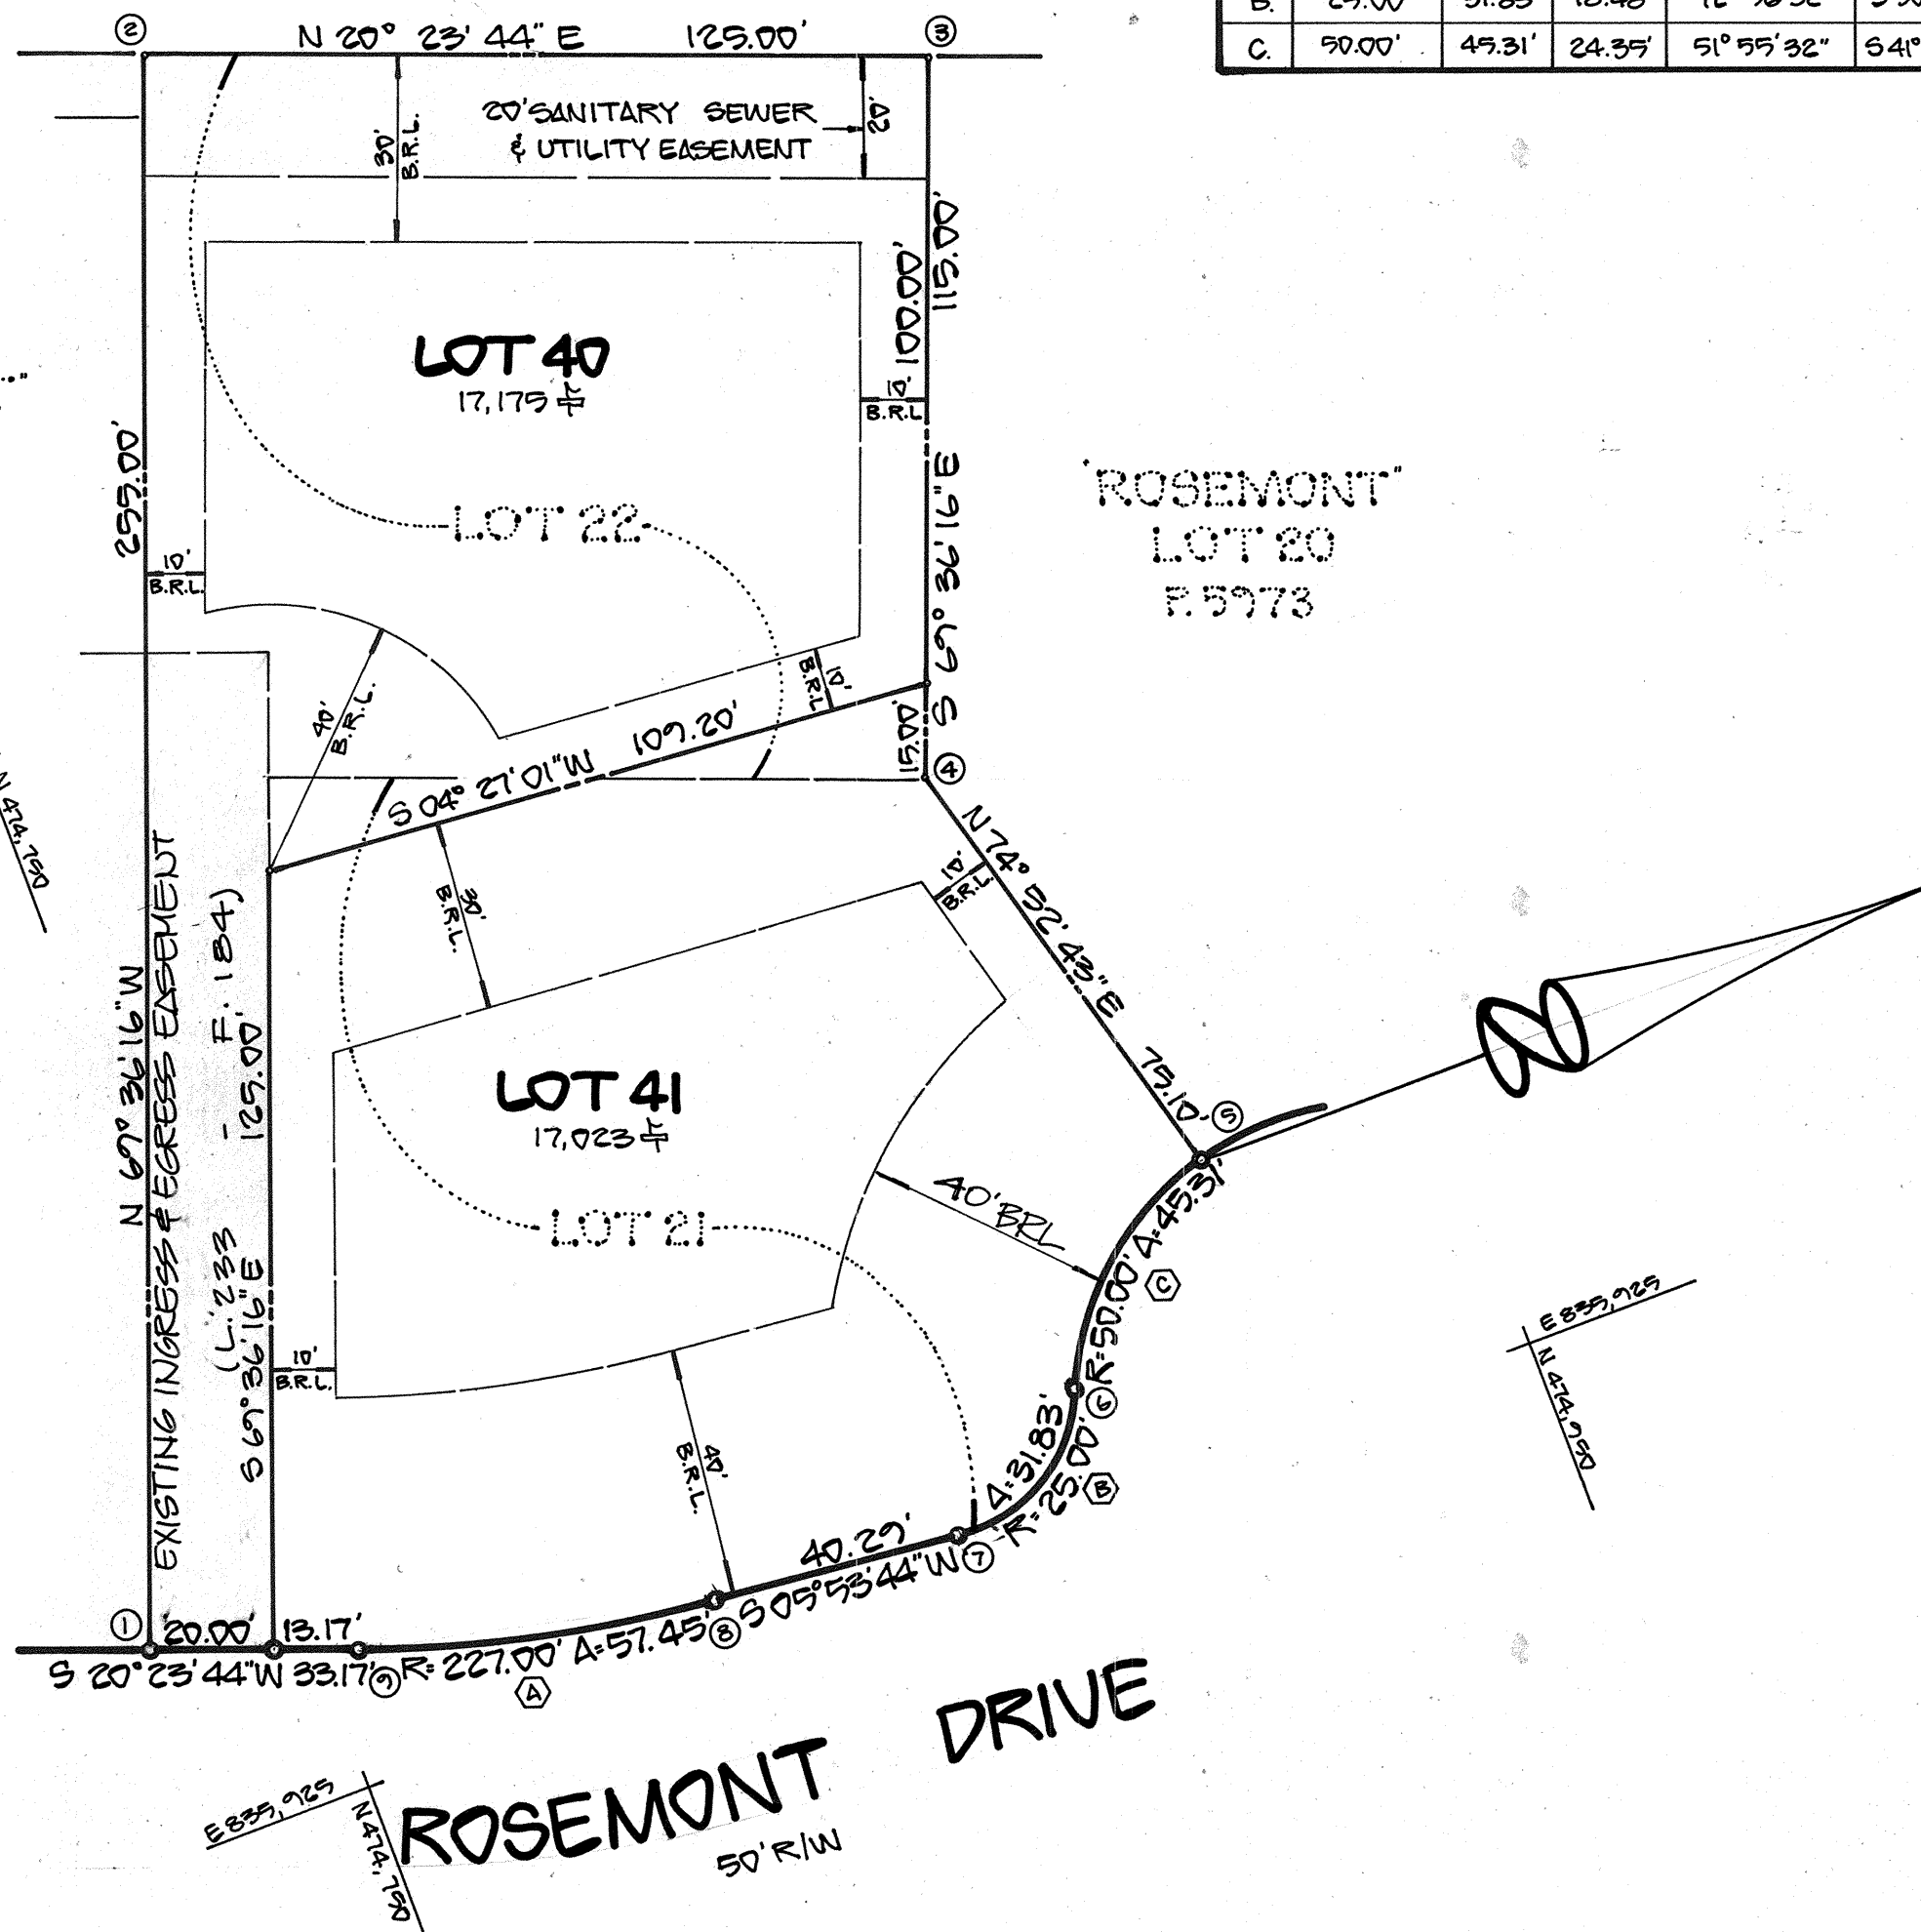 B. 25.00' 31.83' 18.48'
C. 50.00' 45.31' 24.35' 51° 55' 32" S 41°
② N 20° 23' 44" E 125.00' ③
20' SANITARY SEWER
& UTILITY EASEMENT
20'
30'
B.R.L.
115.00'
100.00'
LOT 40
17,175
10'
B.R.L
S 69° 36' 16" E
255.00'
LOT 22
"ROSEMONT"
LOT 20
P. 5973
10'
B.R.L.
40'
B.R.L.
10'
B.R.L
S 04° 27' 01" W 109.20'
15.00'
④
N 474,750
N 74° 52' 43" E 75.10' ⑤
30'
B.R.L.
10'
B.R.L.
N 69° 36' 16" W
EXISTING INGRESS & EGRESS EASEMENT
(L. 233 - F. 184)
S 69° 36' 16" E 125.00'
LOT 41
17,023
LOT 21
40' BRL
N
R=50.00' A=45.31'
C
⑥
A=31.83'
R=25.00'
B
E 835,925
N 474,950
10'
B.R.L.
40'
B.R.L.
40.29'
S 05° 53' 44" W ⑦
① 20.00' 13.17'
S 20° 23' 44" W 33.17' ⑨ R=227.00' A=57.45' ⑧
A
ROSEMONT DRIVE
50' R/W
E 835,925
N 474,750